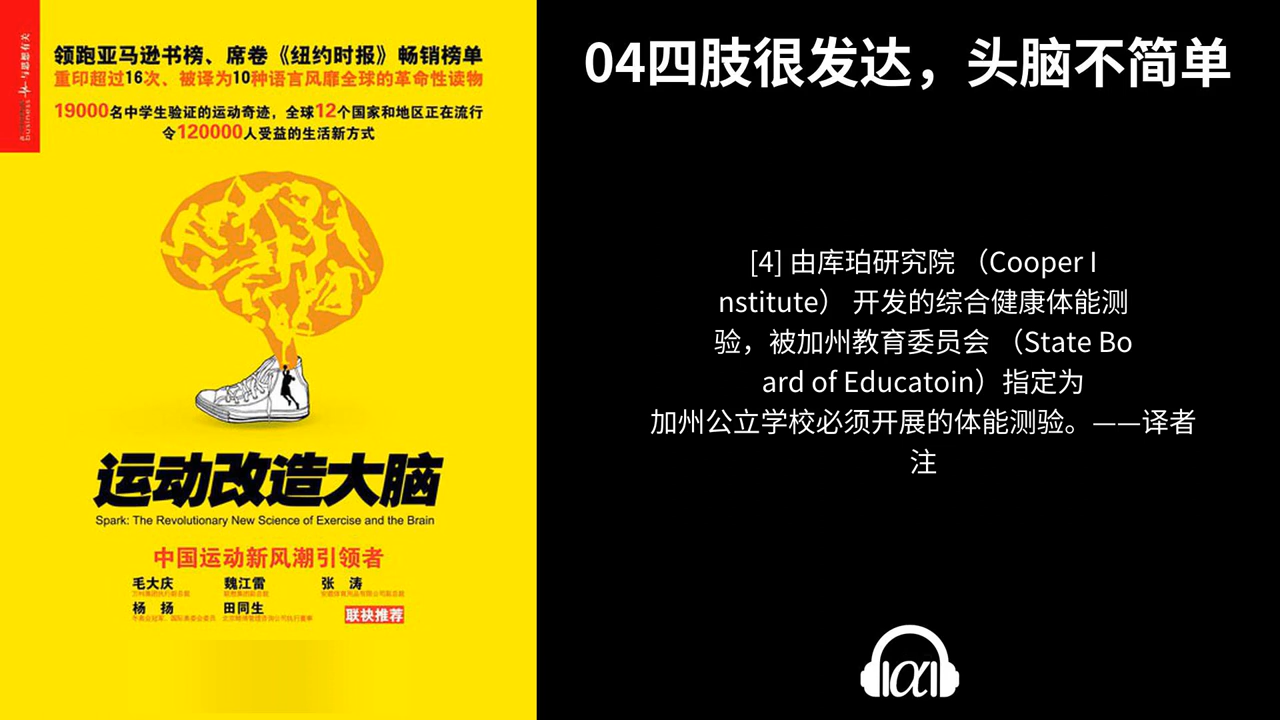 领跑亚马逊书榜、席卷《纽约时报》畅销榜单
重印超过16次、被译为10种语言风靡全球的革命性读物
19000名中学生验证的运动奇迹，全球12个国家和地区正在流行
令120000人受益的生活新方式
与思维有关
business
运动改造大脑
Spark: The Revolutionary New Science of Exercise and the Brain
中国运动新风潮引领者
毛大庆 魏江雷 张 涛
杨 扬 田同生
联袂推荐
04四肢很发达，头脑不简单
[4] 由库珀研究院 （Cooper I
nstitute） 开发的综合健康体能测
验，被加州教育委员会 （State Bo
ard of Educatoin）指定为
加州公立学校必须开展的体能测验。——译者
注